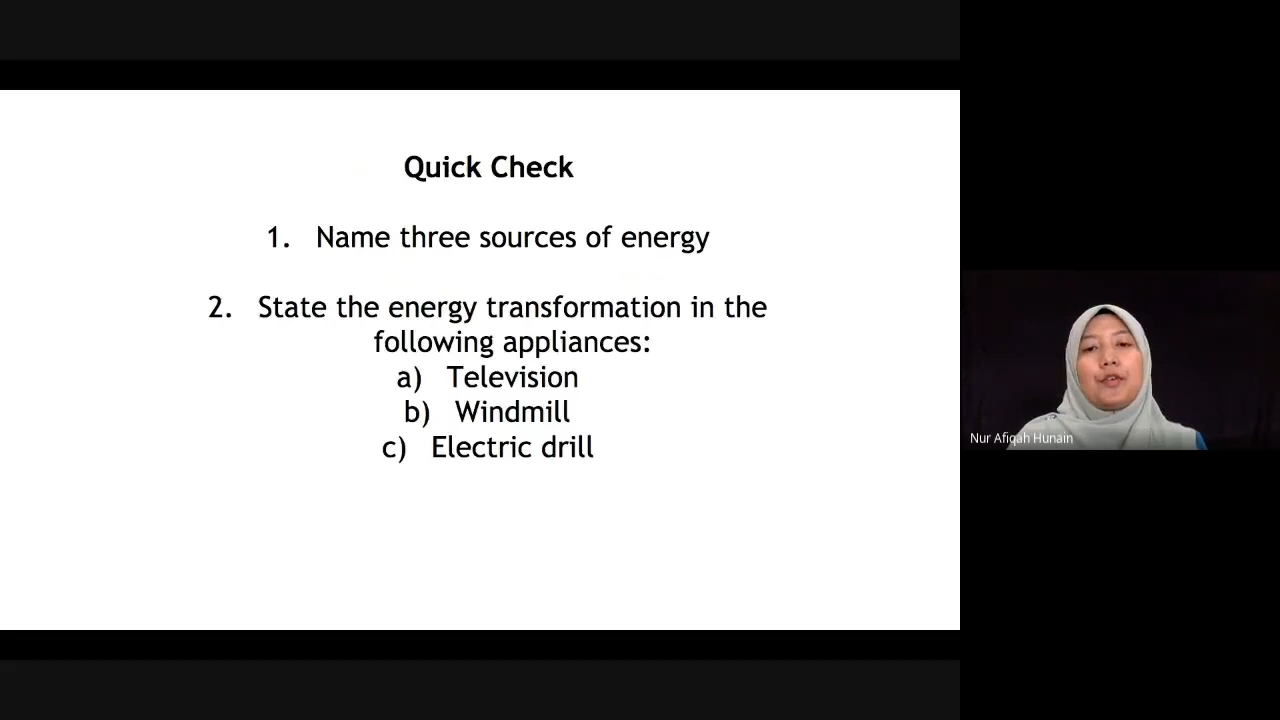 Quick Check
1. Name three sources of energy
2. State the energy transformation in the
following appliances:
a) Television
b) Windmill
c) Electric drill
Nur Afiqah Hunain